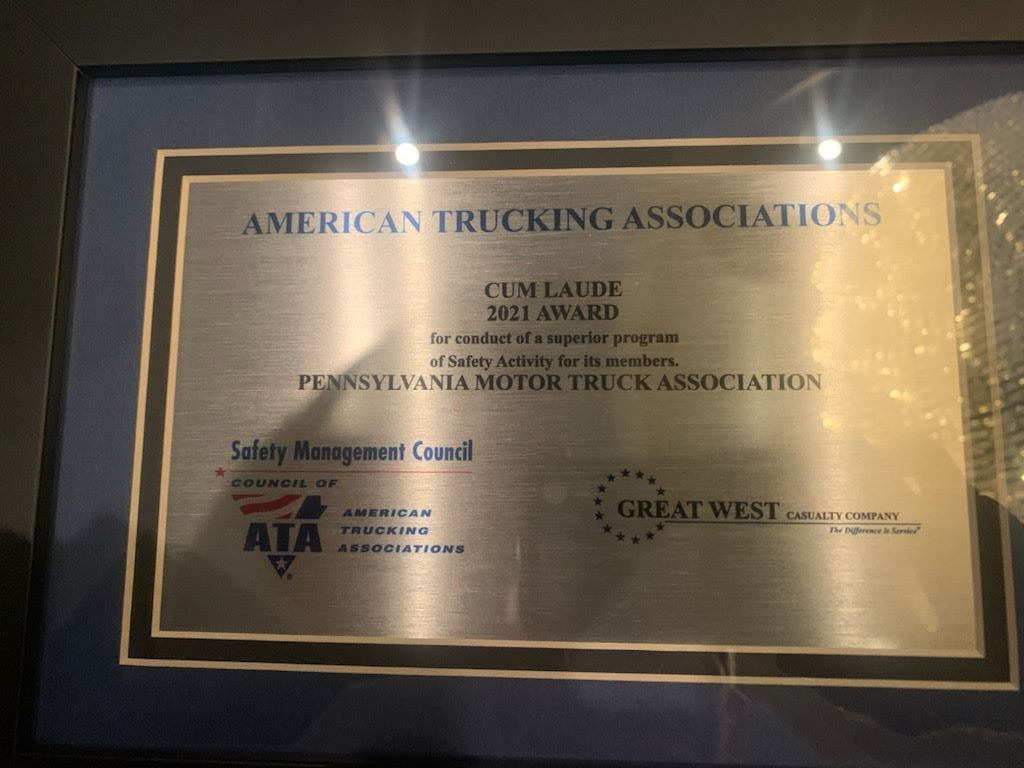 AMERICAN TRUCKING ASSOCIATIONS
CUM LAUDE
2021 AWARD
for conduct of a superior program
of Safety Activity for its members.
PENNSYLVANIA MOTOR TRUCK ASSOCIATION
Safety Management Council
COUNCIL OF
ATA
AMERICAN
TRUCKING
ASSOCIATIONS
GREAT WEST CASUALTY COMPANY
The Difference is Service®